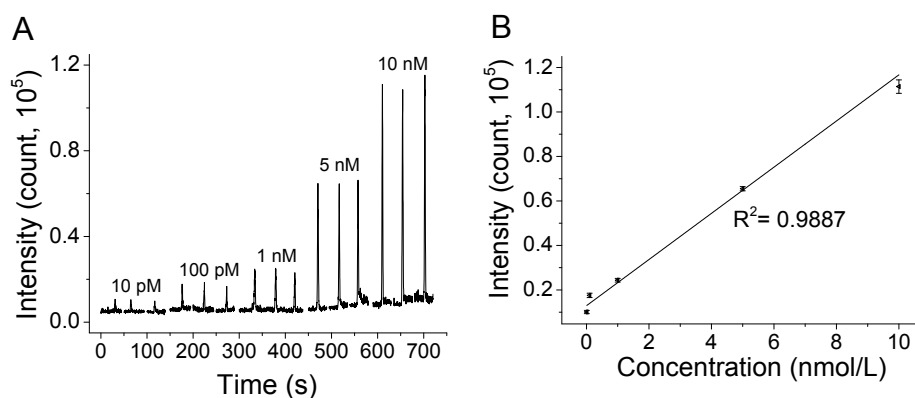 A
Intensity (count, 10⁵)
1.2
0.8
0.4
0.0
10 pM
100 pM
1 nM
5 nM
10 nM
0 100 200 300 400 500 600 700
Time (s)
B
Intensity (count, 10⁵)
1.2
1.0
0.8
0.6
0.4
0.2
R²= 0.9887
0 2 4 6 8 10
Concentration (nmol/L)